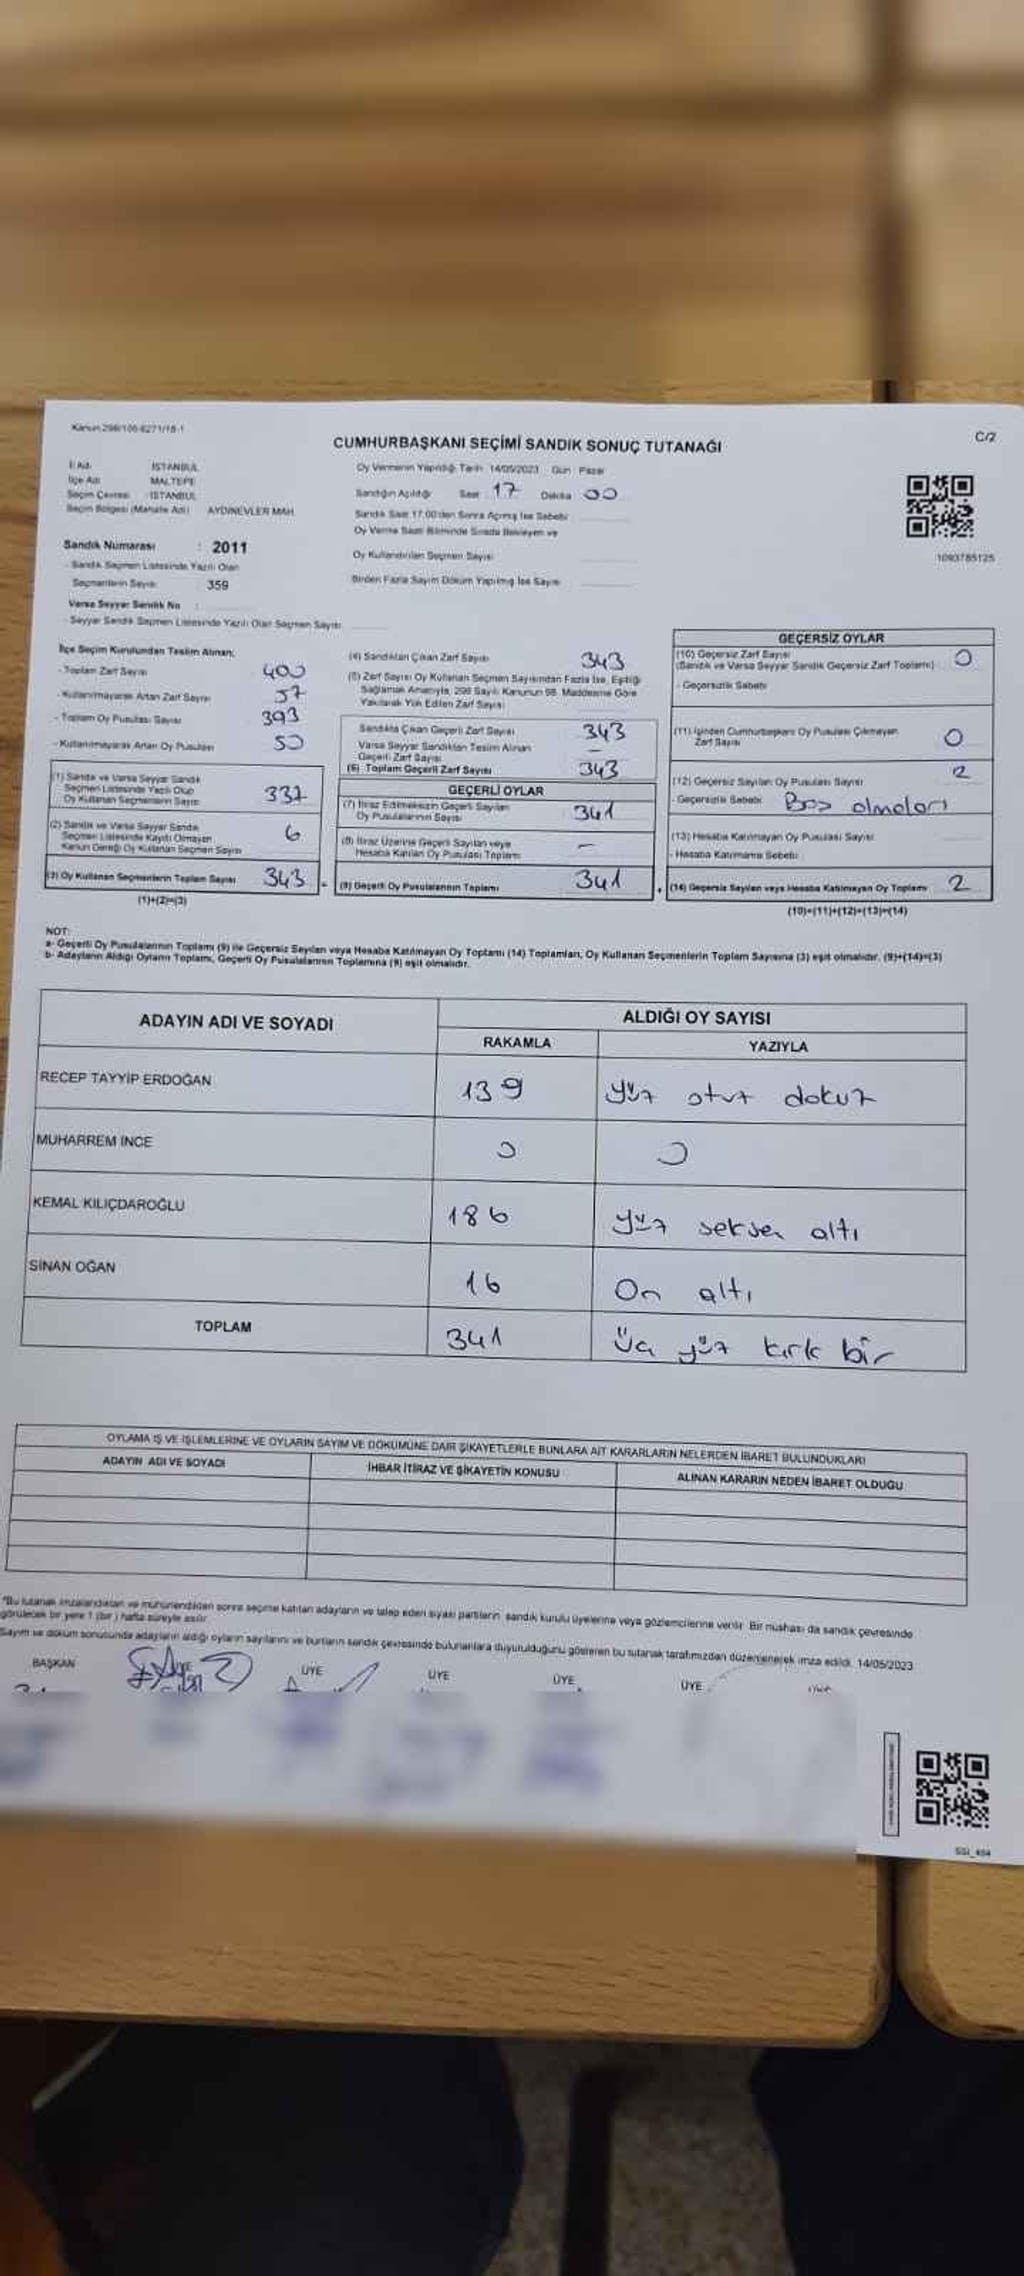 Kanun 298/105-6271/18-1
C/2
CUMHURBAŞKANI SEÇİMİ SANDIK SONUÇ TUTANAĞI
İl Adı İSTANBUL
İlçe Adı MALTEPE
Seçim Çevresi İSTANBUL
Seçim Bölgesi (Mahalle Adı) AYDINEVLER MAH.
Sandık Numarası : 2011
- Sandık Seçmen Listesinde Yazılı Olan
Seçmenlerin Sayısı 359
Varsa Seyyar Sandık No :
- Seyyar Sandık Seçmen Listesinde Yazılı Olan Seçmen Sayısı
Oy Vermenin Yapıldığı Tarih 14/05/2023 Gün : Pazar
Sandığın Açıldığı Saat 17 Dakika 00
Sandık Saat 17.00'den Sonra Açılmış İse Sebebi
Oy Verme Saati Bitiminde Sırada Bekleyen ve
Oy Kullandırılan Seçmen Sayısı
Birden Fazla Sayım Döküm Yapılmış İse Sayısı
1093785125
İlçe Seçim Kurulundan Teslim Alınan;
- Toplam Zarf Sayısı 400
- Kullanılmayarak Artan Zarf Sayısı 57
- Toplam Oy Pusulası Sayısı 393
- Kullanılmayarak Artan Oy Pusulası 50
(1) Sandık ve Varsa Seyyar Sandık
Seçmen Listesinde Yazılı Olup
Oy Kullanan Seçmenlerin Sayısı 337
(2) Sandık ve Varsa Seyyar Sandık
Seçmen Listesinde Kayıtlı Olmayan
Kanun Gereği Oy Kullanan Seçmen Sayısı 6
(3) Oy Kullanan Seçmenlerin Toplam Sayısı 343
(1)+(2)=(3)
(4) Sandıktan Çıkan Zarf Sayısı 343
(5) Zarf Sayısı Oy Kullanan Seçmen Sayısından Fazla İse, Eşitliği
Sağlamak Amacıyla, 298 Sayılı Kanunun 98. Maddesine Göre
Yakılarak Yok Edilen Zarf Sayısı
Sandıkta Çıkan Geçerli Zarf Sayısı 343
Varsa Seyyar Sandıktan Teslim Alınan
Geçerli Zarf Sayısı –
(6) Toplam Geçerli Zarf Sayısı 343
GEÇERLİ OYLAR
(7) İtiraz Edilmeksizin Geçerli Sayılan
Oy Pusulalarının Sayısı 341
(8) İtiraz Üzerine Geçerli Sayılan veya
Hesaba Katılan Oy Pusulası Toplamı –
(9) Geçerli Oy Pusulalarının Toplamı 341
GEÇERSİZ OYLAR
(10) Geçersiz Zarf Sayısı
(Sandık ve Varsa Seyyar Sandık Geçersiz Zarf Toplamı) 0
- Geçersizlik Sebebi
(11) İçinden Cumhurbaşkanı Oy Pusulası Çıkmayan
Zarf Sayısı 0
(12) Geçersiz Sayılan Oy Pusulası Sayısı 2
- Geçersizlik Sebebi Boş olmaları
(13) Hesaba Katılmayan Oy Pusulası Sayısı
- Hesaba Katılmama Sebebi
(14) Geçersiz Sayılan veya Hesaba Katılmayan Oy Toplamı 2
(10)+(11)+(12)+(13)=(14)
NOT:
a- Geçerli Oy Pusulalarının Toplamı (9) ile Geçersiz Sayılan veya Hesaba Katılmayan Oy Toplamı (14) Toplamları, Oy Kullanan Seçmenlerin Toplam Sayısına (3) eşit olmalıdır. (9)+(14)=(3)
b- Adayların Aldığı Oyların Toplamı, Geçerli Oy Pusulalarının Toplamına (9) eşit olmalıdır.
ADAYIN ADI VE SOYADI ALDIĞI OY SAYISI
RAKAMLA YAZIYLA
RECEP TAYYİP ERDOĞAN 139 yüz otuz dokuz
MUHARREM İNCE 0 0
KEMAL KILIÇDAROĞLU 186 yüz seksen altı
SİNAN OĞAN 16 On altı
TOPLAM 341 Üç yüz kırk bir
OYLAMA İŞ VE İŞLEMLERİNE VE OYLARIN SAYIM VE DÖKÜMÜNE DAİR ŞİKAYETLERLE BUNLARA AİT KARARLARIN NELERDEN İBARET BULUNDUKLARI
ADAYIN ADI VE SOYADI İHBAR İTİRAZ VE ŞİKAYETİN KONUSU ALINAN KARARIN NEDEN İBARET OLDUĞU
*Bu tutanak imzalandıktan ve mühürlendikten sonra seçime katılan adayların ve talep eden siyasi partilerin sandık kurulu üyelerine veya gözlemcilerine verilir. Bir nüshası da sandık çevresinde
görülecek bir yere 1 (bir) hafta süreyle asılır.
Sayım ve döküm sonucunda adayların aldığı oyların sayılarını ve bunların sandık çevresinde bulunanlara duyurulduğunu gösteren bu tutanak tarafımızdan düzenlenerek imza edildi. 14/05/2023
BAŞKAN ÜYE ÜYE ÜYE ÜYE